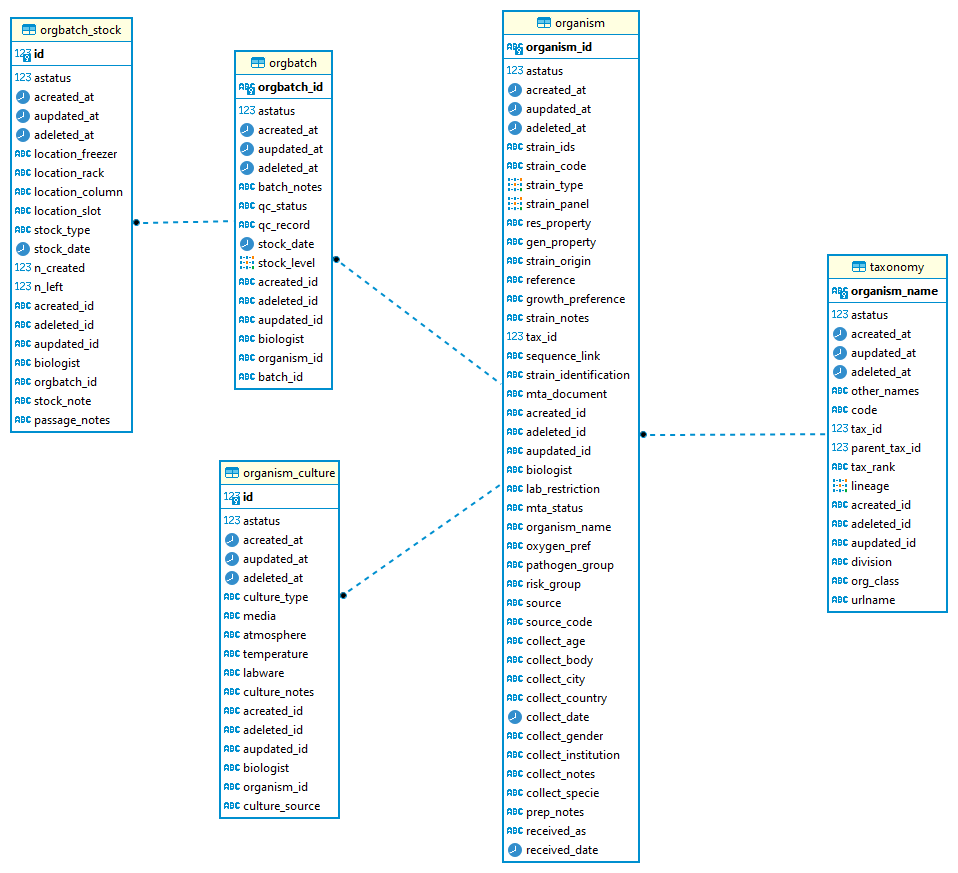 orgbatch_stock
id
astatus
acreated_at
aupdated_at
adeleted_at
location_freezer
location_rack
location_column
location_slot
stock_type
stock_date
n_created
n_left
acreated_id
adeleted_id
aupdated_id
biologist
orgbatch_id
stock_note
passage_notes
orgbatch
orgbatch_id
astatus
acreated_at
aupdated_at
adeleted_at
batch_notes
qc_status
qc_record
stock_date
stock_level
acreated_id
adeleted_id
aupdated_id
biologist
organism_id
batch_id
organism_culture
id
astatus
acreated_at
aupdated_at
adeleted_at
culture_type
media
atmosphere
temperature
labware
culture_notes
acreated_id
adeleted_id
aupdated_id
biologist
organism_id
culture_source
organism
organism_id
astatus
acreated_at
aupdated_at
adeleted_at
strain_ids
strain_code
strain_type
strain_panel
res_property
gen_property
strain_origin
reference
growth_preference
strain_notes
tax_id
sequence_link
strain_identification
mta_document
acreated_id
adeleted_id
aupdated_id
biologist
lab_restriction
mta_status
organism_name
oxygen_pref
pathogen_group
risk_group
source
source_code
collect_age
collect_body
collect_city
collect_country
collect_date
collect_gender
collect_institution
collect_notes
collect_specie
prep_notes
received_as
received_date
taxonomy
organism_name
astatus
acreated_at
aupdated_at
adeleted_at
other_names
code
tax_id
parent_tax_id
tax_rank
lineage
acreated_id
adeleted_id
aupdated_id
division
org_class
urlname